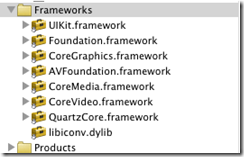 Frameworks
UIKit.framework
Foundation.framework
CoreGraphics.framework
AVFoundation.framework
CoreMedia.framework
CoreVideo.framework
QuartzCore.framework
libiconv.dylib
Products